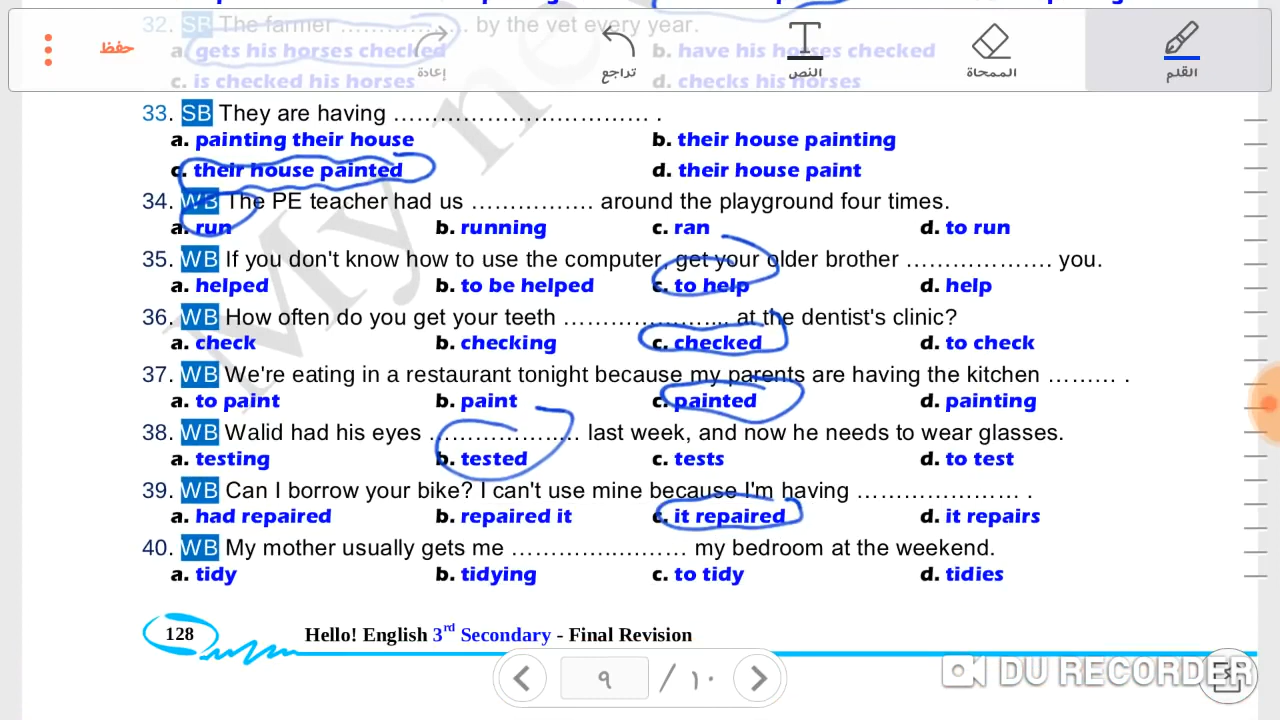 32. SB The farmer ………………. by the vet every year.
حفظ
a. gets his horses checked b. have his horses checked
إعادة تراجع النص الممحاة القلم
c. is checked his horses d. checks his horses
33. SB They are having …………………………… .
a. painting their house b. their house painting
c. their house painted d. their house paint
34. WB The PE teacher had us ……………. around the playground four times.
a. run b. running c. ran d. to run
35. WB If you don't know how to use the computer, get your older brother ………………. you.
a. helped b. to be helped c. to help d. help
36. WB How often do you get your teeth ………………….. at the dentist's clinic?
a. check b. checking c. checked d. to check
37. WB We're eating in a restaurant tonight because my parents are having the kitchen ……… .
a. to paint b. paint c. painted d. painting
38. WB Walid had his eyes ………………… last week, and now he needs to wear glasses.
a. testing b. tested c. tests d. to test
39. WB Can I borrow your bike? I can't use mine because I'm having ………………… .
a. had repaired b. repaired it c. it repaired d. it repairs
40. WB My mother usually gets me ………………… my bedroom at the weekend.
a. tidy b. tidying c. to tidy d. tidies
128 Hello! English 3rd Secondary - Final Revision
٩ / ١٠
DU RECORDER